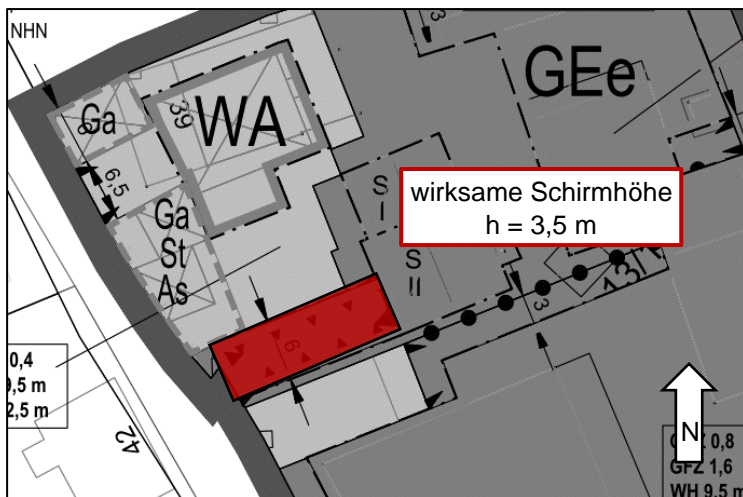 NHN
Ga
39
WA
GEe
3
6,5
Ga
St
As
S
I
S
II
wirksame Schirmhöhe
h = 3,5 m
3
6
0,4
9,5 m
2,5 m
42
N
GFZ 1,6
WH 9,5 m